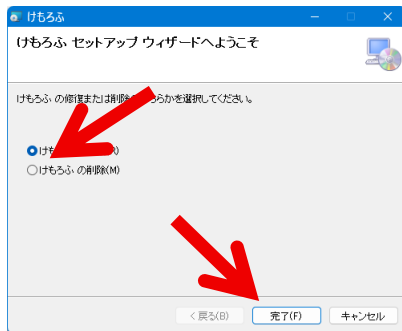 けもろふ
けもろふ セットアップ ウィザードへようこそ
けもろふ の修復または削除 ちらかを選択してください。
けも
けもろふ の削除(M)
< 戻る(B)
完了(F)
キャンセル